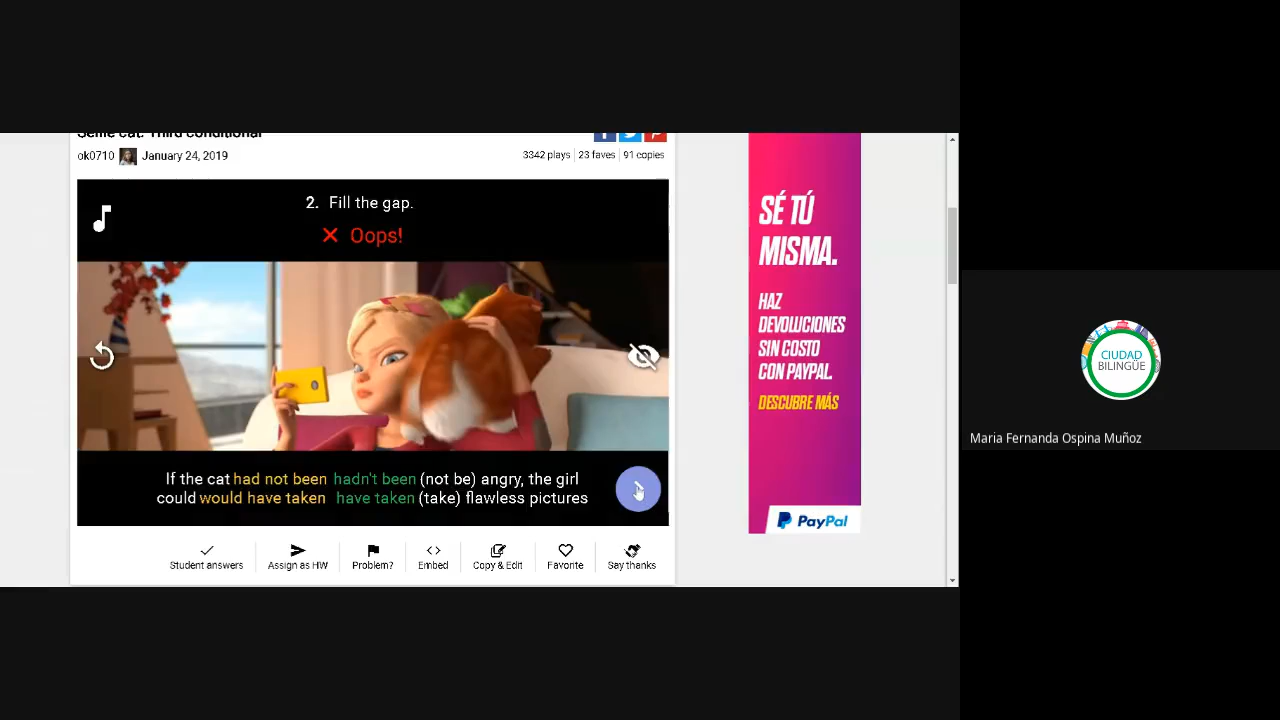 Selfie cat. Third conditional
ok0710 January 24, 2019
3342 plays 23 faves 91 copies
2. Fill the gap.
Oops!
If the cat had not been hadn't been (not be) angry, the girl
could would have taken have taken (take) flawless pictures
Student answers
Assign as HW
Problem?
Embed
Copy & Edit
Favorite
Say thanks
SÉ TÚ
MISMA.
HAZ
DEVOLUCIONES
SIN COSTO
CON PAYPAL.
DESCUBRE MÁS
PayPal
CIUDAD
BILINGÜE
Maria Fernanda Ospina Muñoz